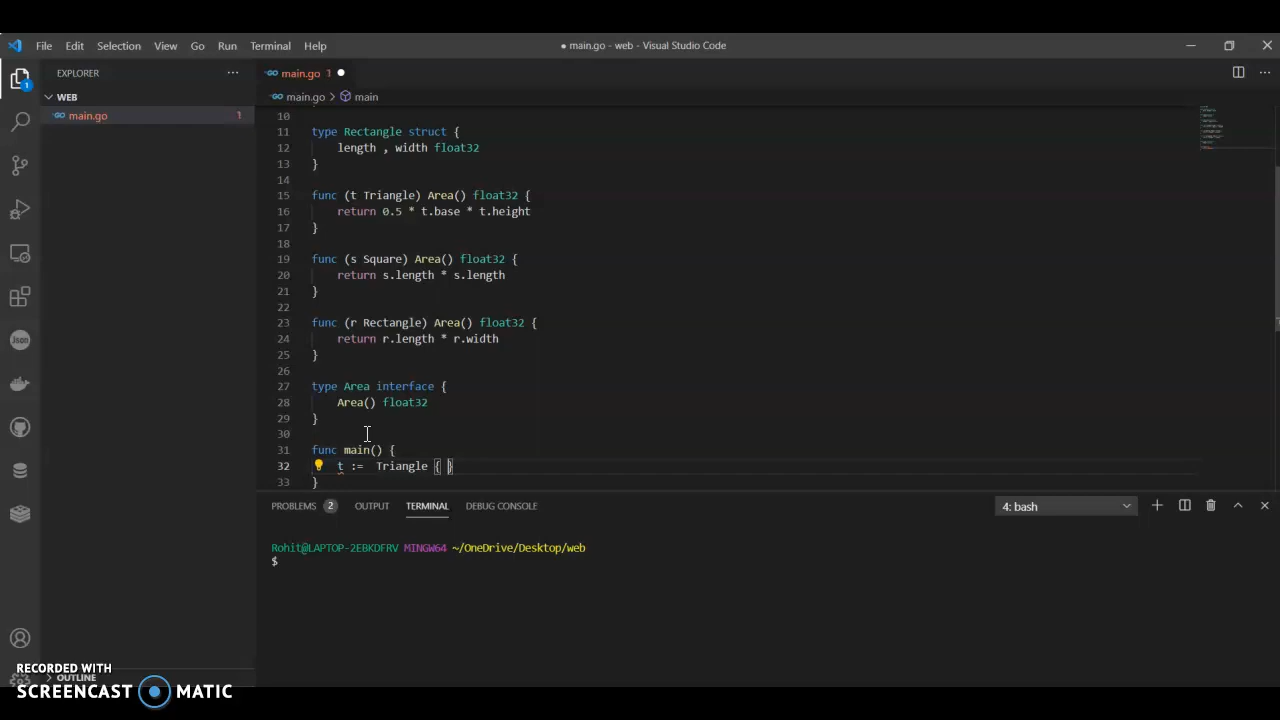 File Edit Selection View Go Run Terminal Help
● main.go - web - Visual Studio Code
EXPLORER ...
main.go 1
WEB
main.go > main
main.go 1
10
11 type Rectangle struct {
12 length , width float32
13 }
14
15 func (t Triangle) Area() float32 {
16 return 0.5 * t.base * t.height
17 }
18
19 func (s Square) Area() float32 {
20 return s.length * s.length
21 }
22
23 func (r Rectangle) Area() float32 {
24 return r.length * r.width
25 }
26
27 type Area interface {
28 Area() float32
29 }
30
31 func main() {
32 t := Triangle { }
33 }
PROBLEMS 2 OUTPUT TERMINAL DEBUG CONSOLE 4: bash
Rohit@LAPTOP-2EBKDFRV MINGW64 ~/OneDrive/Desktop/web
$
OUTLINE
1
Json
RECORDED WITH
SCREENCAST MATIC